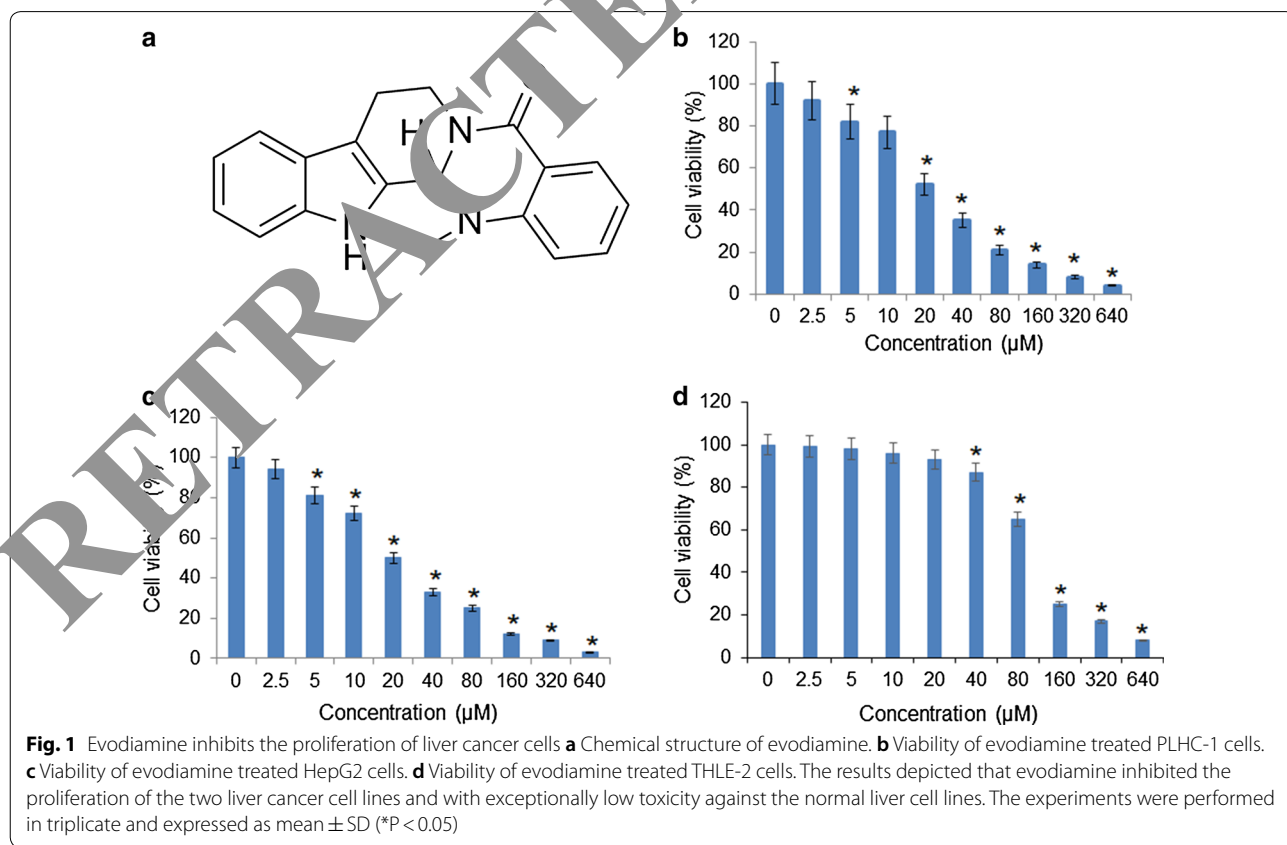 RETRACTE
a
H
N
N
N
H
b
120
100
80
60
40
20
0
Cell viability (%)
*
*
*
*
*
*
*
0 2.5 5 10 20 40 80 160 320 640
Concentration (µM)
c
120
100
80
60
40
20
0
Cell viability (%)
*
*
*
*
*
*
*
*
0 2.5 5 10 20 40 80 160 320 640
Concentration (µM)
d
120
100
80
60
40
20
0
Cell viability (%)
*
*
*
*
*
0 2.5 5 10 20 40 80 160 320 640
Concentration (µM)
Fig. 1 Evodiamine inhibits the proliferation of liver cancer cells a Chemical structure of evodiamine. b Viability of evodiamine treated PLHC-1 cells.
c Viability of evodiamine treated HepG2 cells. d Viability of evodiamine treated THLE-2 cells. The results depicted that evodiamine inhibited the
proliferation of the two liver cancer cell lines and with exceptionally low toxicity against the normal liver cell lines. The experiments were performed
in triplicate and expressed as mean ± SD (*P < 0.05)